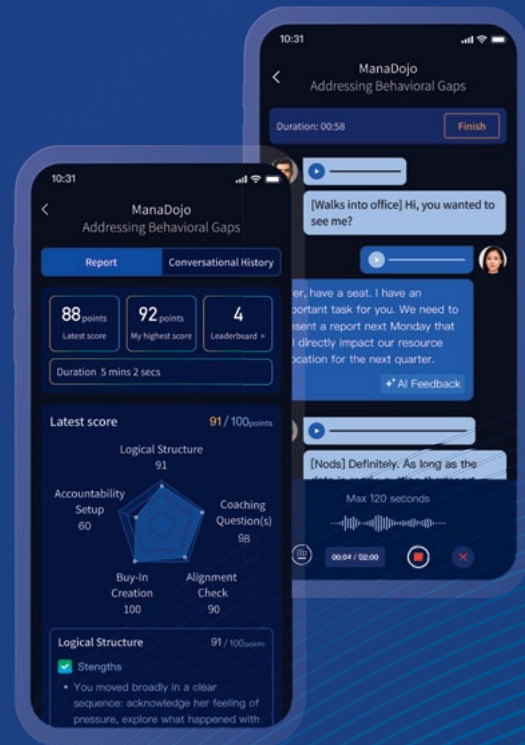 10:31
ManaDojo
Addressing Behavioral Gaps
Report
Conversational History
88 points
Latest score
92 points
My highest score
4
Leaderboard >
Duration 5 mins 2 secs
Latest score
91/100points
Logical Structure
91
Accountability
Setup
60
Coaching
Question(s)
98
Buy-In
Creation
100
Alignment
Check
90
Logical Structure
91/100points
Stengths
• You moved broadly in a clear
sequence: acknowledge her feeling of
pressure, explore what happened with
10:31
ManaDojo
Addressing Behavioral Gaps
Duration: 00:58
Finish
[Walks into office] Hi, you wanted to
see me?
have a seat. I have an
task for you. We need to
a report next Monday that
directly impact our resource
for the next quarter.
AI Feedback
[Nods] Definitely. As long as the
Max 120 seconds
00:04 / 02:00